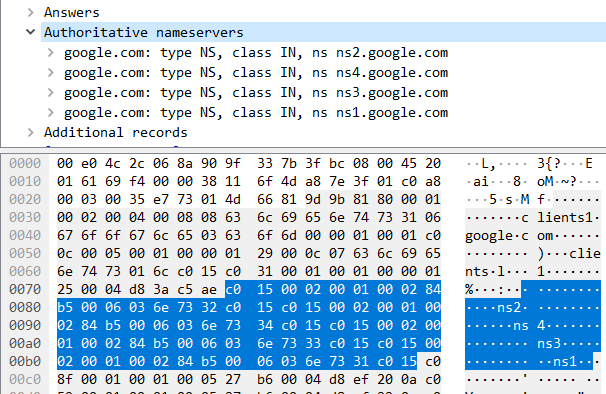 Answers
Authoritative nameservers
google.com: type NS, class IN, ns ns2.google.com
google.com: type NS, class IN, ns ns4.google.com
google.com: type NS, class IN, ns ns3.google.com
google.com: type NS, class IN, ns ns1.google.com
Additional records
0000 00 e0 4c 2c 06 8a 90 9f 33 7b 3f bc 08 00 45 20 ··L,···· 3{?···E
0010 01 61 69 f4 00 00 38 11 6f 4d a8 7e 3f 01 c0 a8 ·ai···8· oM·~?···
0020 00 03 00 35 e7 73 01 4d 66 81 9d 9b 81 80 00 01 ···5·s·M f·······
0030 00 02 00 04 00 08 08 63 6c 69 65 6e 74 73 31 06 ·······c lients1·
0040 67 6f 6f 67 6c 65 03 63 6f 6d 00 00 01 00 01 c0 google·c om······
0050 0c 00 05 00 01 00 00 01 29 00 0c 07 63 6c 69 65 ········ )···clie
0060 6e 74 73 01 6c c0 15 c0 31 00 01 00 01 00 00 01 nts·l··· 1·······
0070 25 00 04 d8 3a c5 ae c0 15 00 02 00 01 00 02 84 %···:··· ········
0080 b5 00 06 03 6e 73 32 c0 15 c0 15 00 02 00 01 00 ····ns2· ········
0090 02 84 b5 00 06 03 6e 73 34 c0 15 c0 15 00 02 00 ······ns 4·······
00a0 01 00 02 84 b5 00 06 03 6e 73 33 c0 15 c0 15 00 ········ ns3·····
00b0 02 00 01 00 02 84 b5 00 06 03 6e 73 31 c0 15 c0 ········ ··ns1···
00c0 8f 00 01 00 01 00 05 27 b6 00 04 d8 ef 20 0a c0 ·······' ····· ··